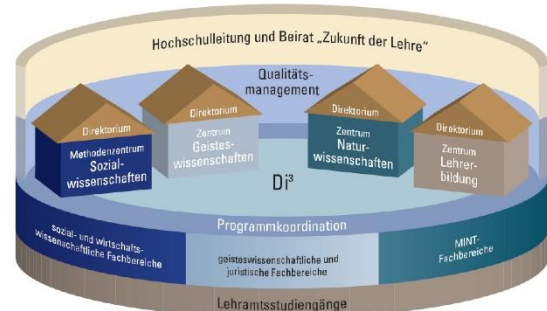 Hochschulleitung und Beirat „Zukunft der Lehre“
Qualitäts-
management
Direktorium
Methodenzentrum
Sozial-
wissenschaften
Direktorium
Zentrum
Geistes-
wissenschaften
Direktorium
Zentrum
Natur-
wissenschaften
Direktorium
Zentrum
Lehrer-
bildung
Di³
Programmkoordination
sozial- und wirtschafts-
wissenschaftliche Fachbereiche
geisteswissenschaftliche und
juristische Fachbereiche
MINT-
Fachbereiche
Lehramtsstudiengänge